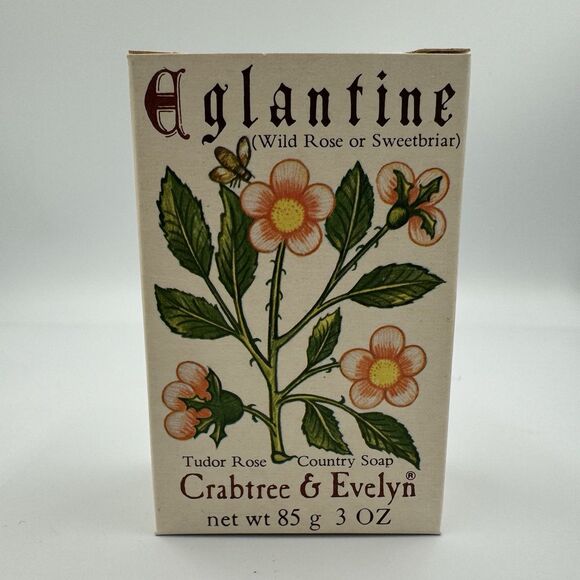 Eglantine
(Wild Rose or Sweetbriar)
Tudor Rose Country Soap
Crabtree & Evelyn®
net wt 85 g 3 OZ